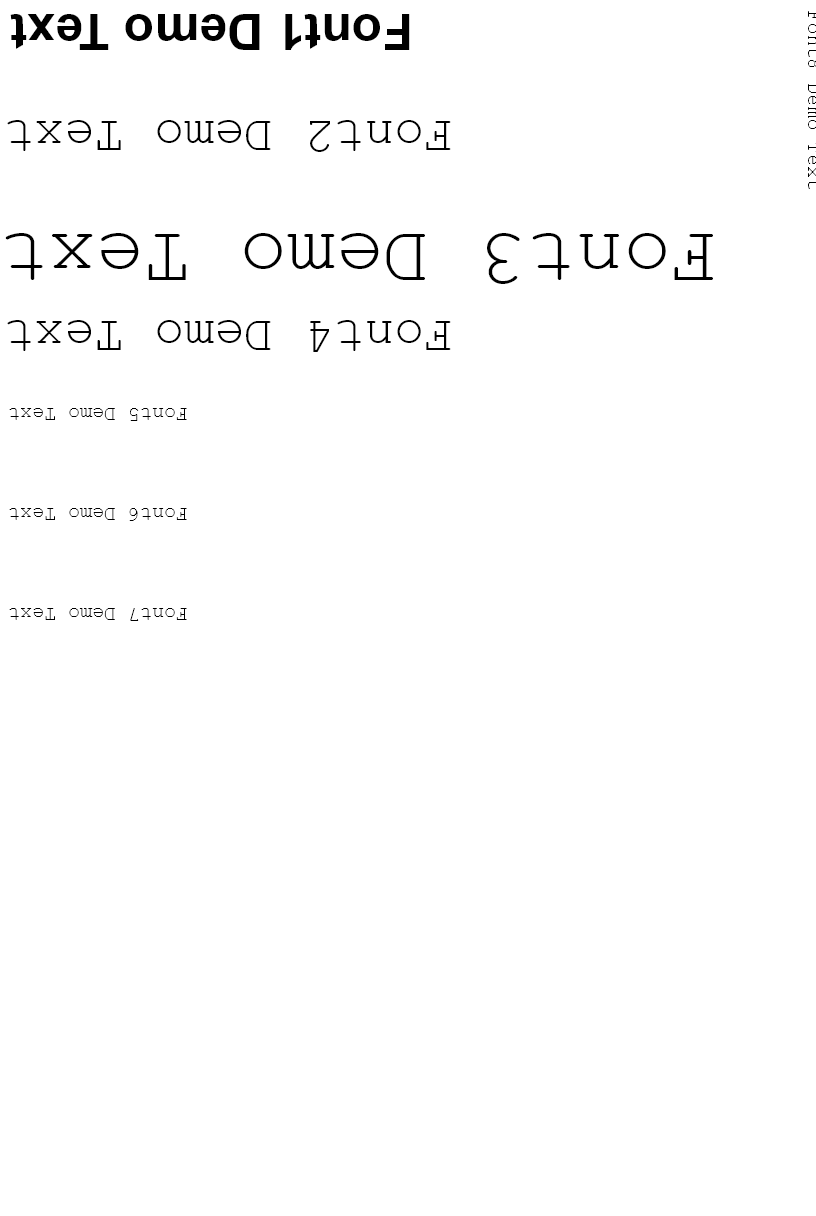 Font1 Demo Text
Font2 Demo Text
Font3 Demo Text
Font4 Demo Text
Font5 Demo Text
Font6 Demo Text
Font7 Demo Text
Font8 Demo Text